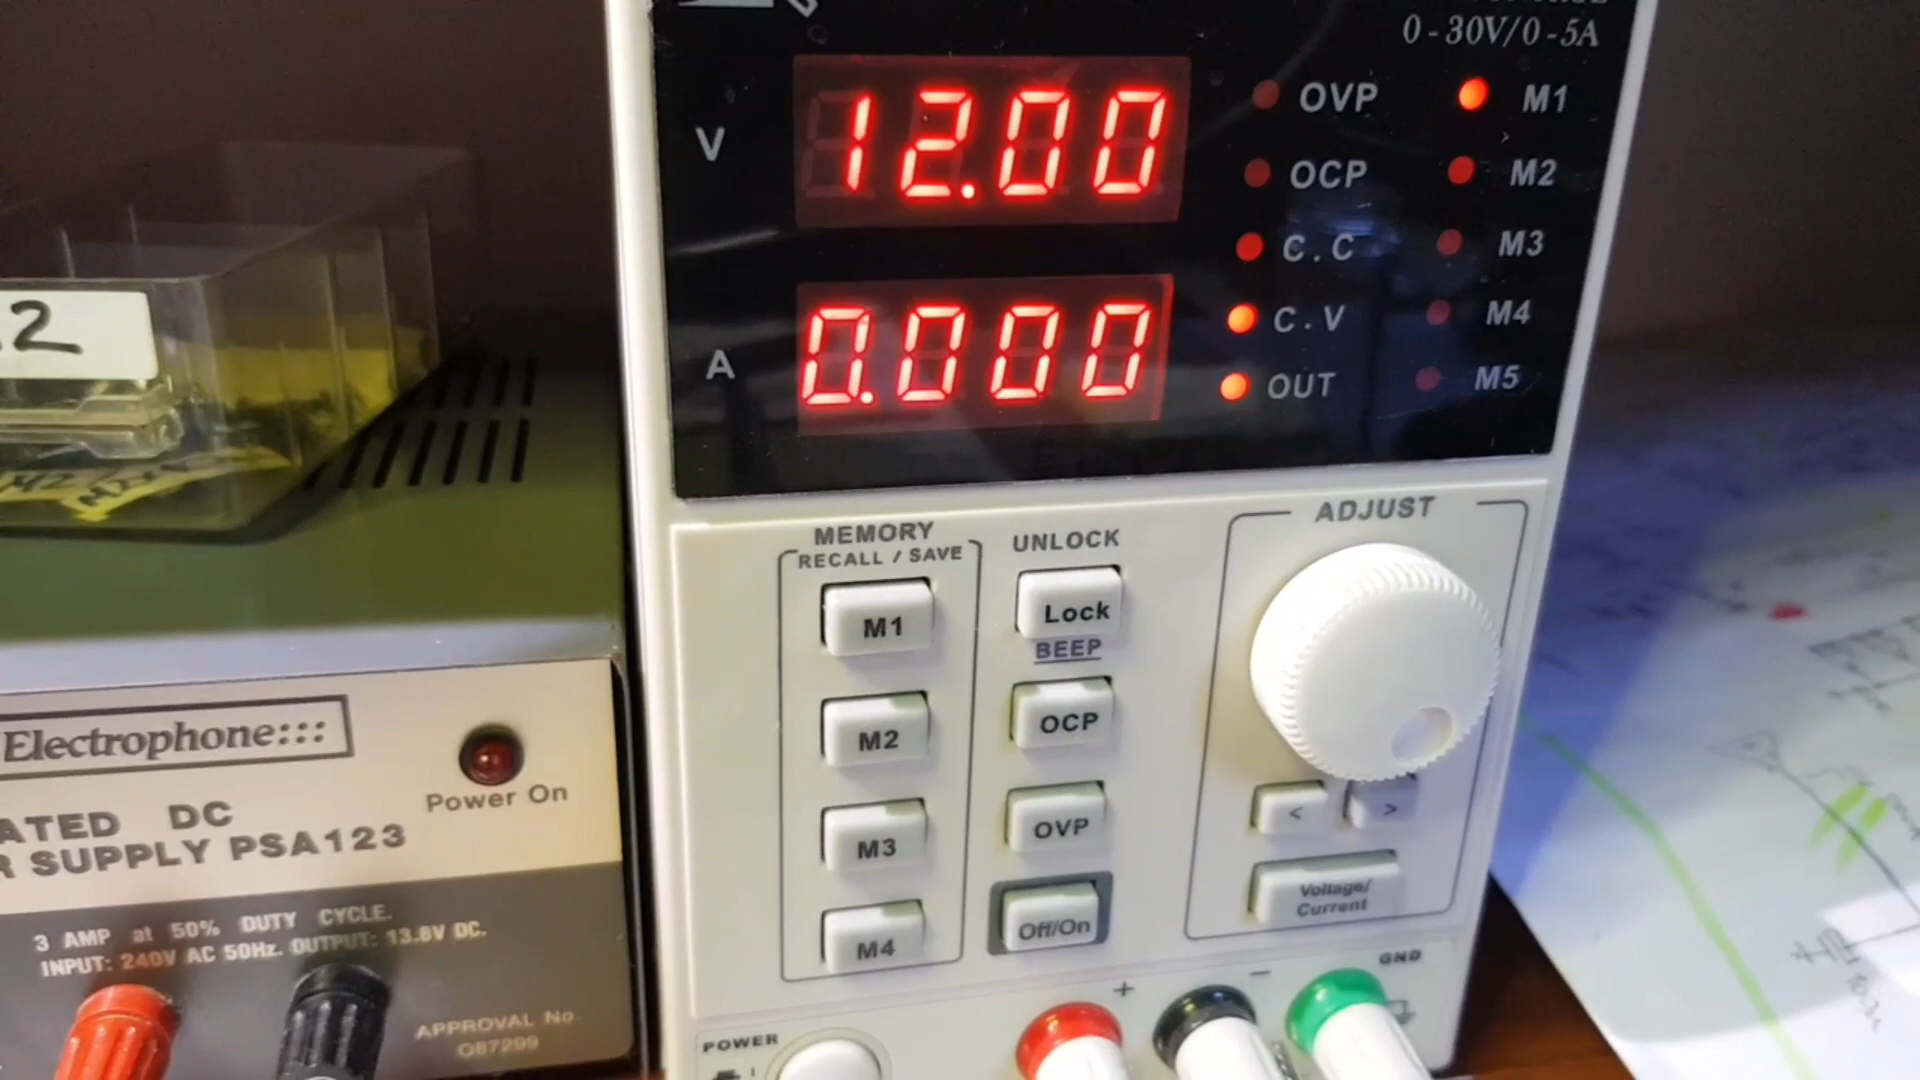 0-30V/0-5A
V
12.00
OVP
M1
OCP
M2
C.C
M3
A
0.000
C.V
M4
OUT
M5
.2
MEMORY
RECALL / SAVE
UNLOCK
ADJUST
M1
Lock
BEEP
M2
OCP
M3
OVP
< >
M4
Off/On
Voltage/
Current
+
−
GND
POWER
Electrophone:::
Power On
ATED DC
R SUPPLY PSA123
3 AMP at 50% DUTY CYCLE.
INPUT: 240V AC 50Hz. OUTPUT: 13.8V DC.
APPROVAL No.
Q87299